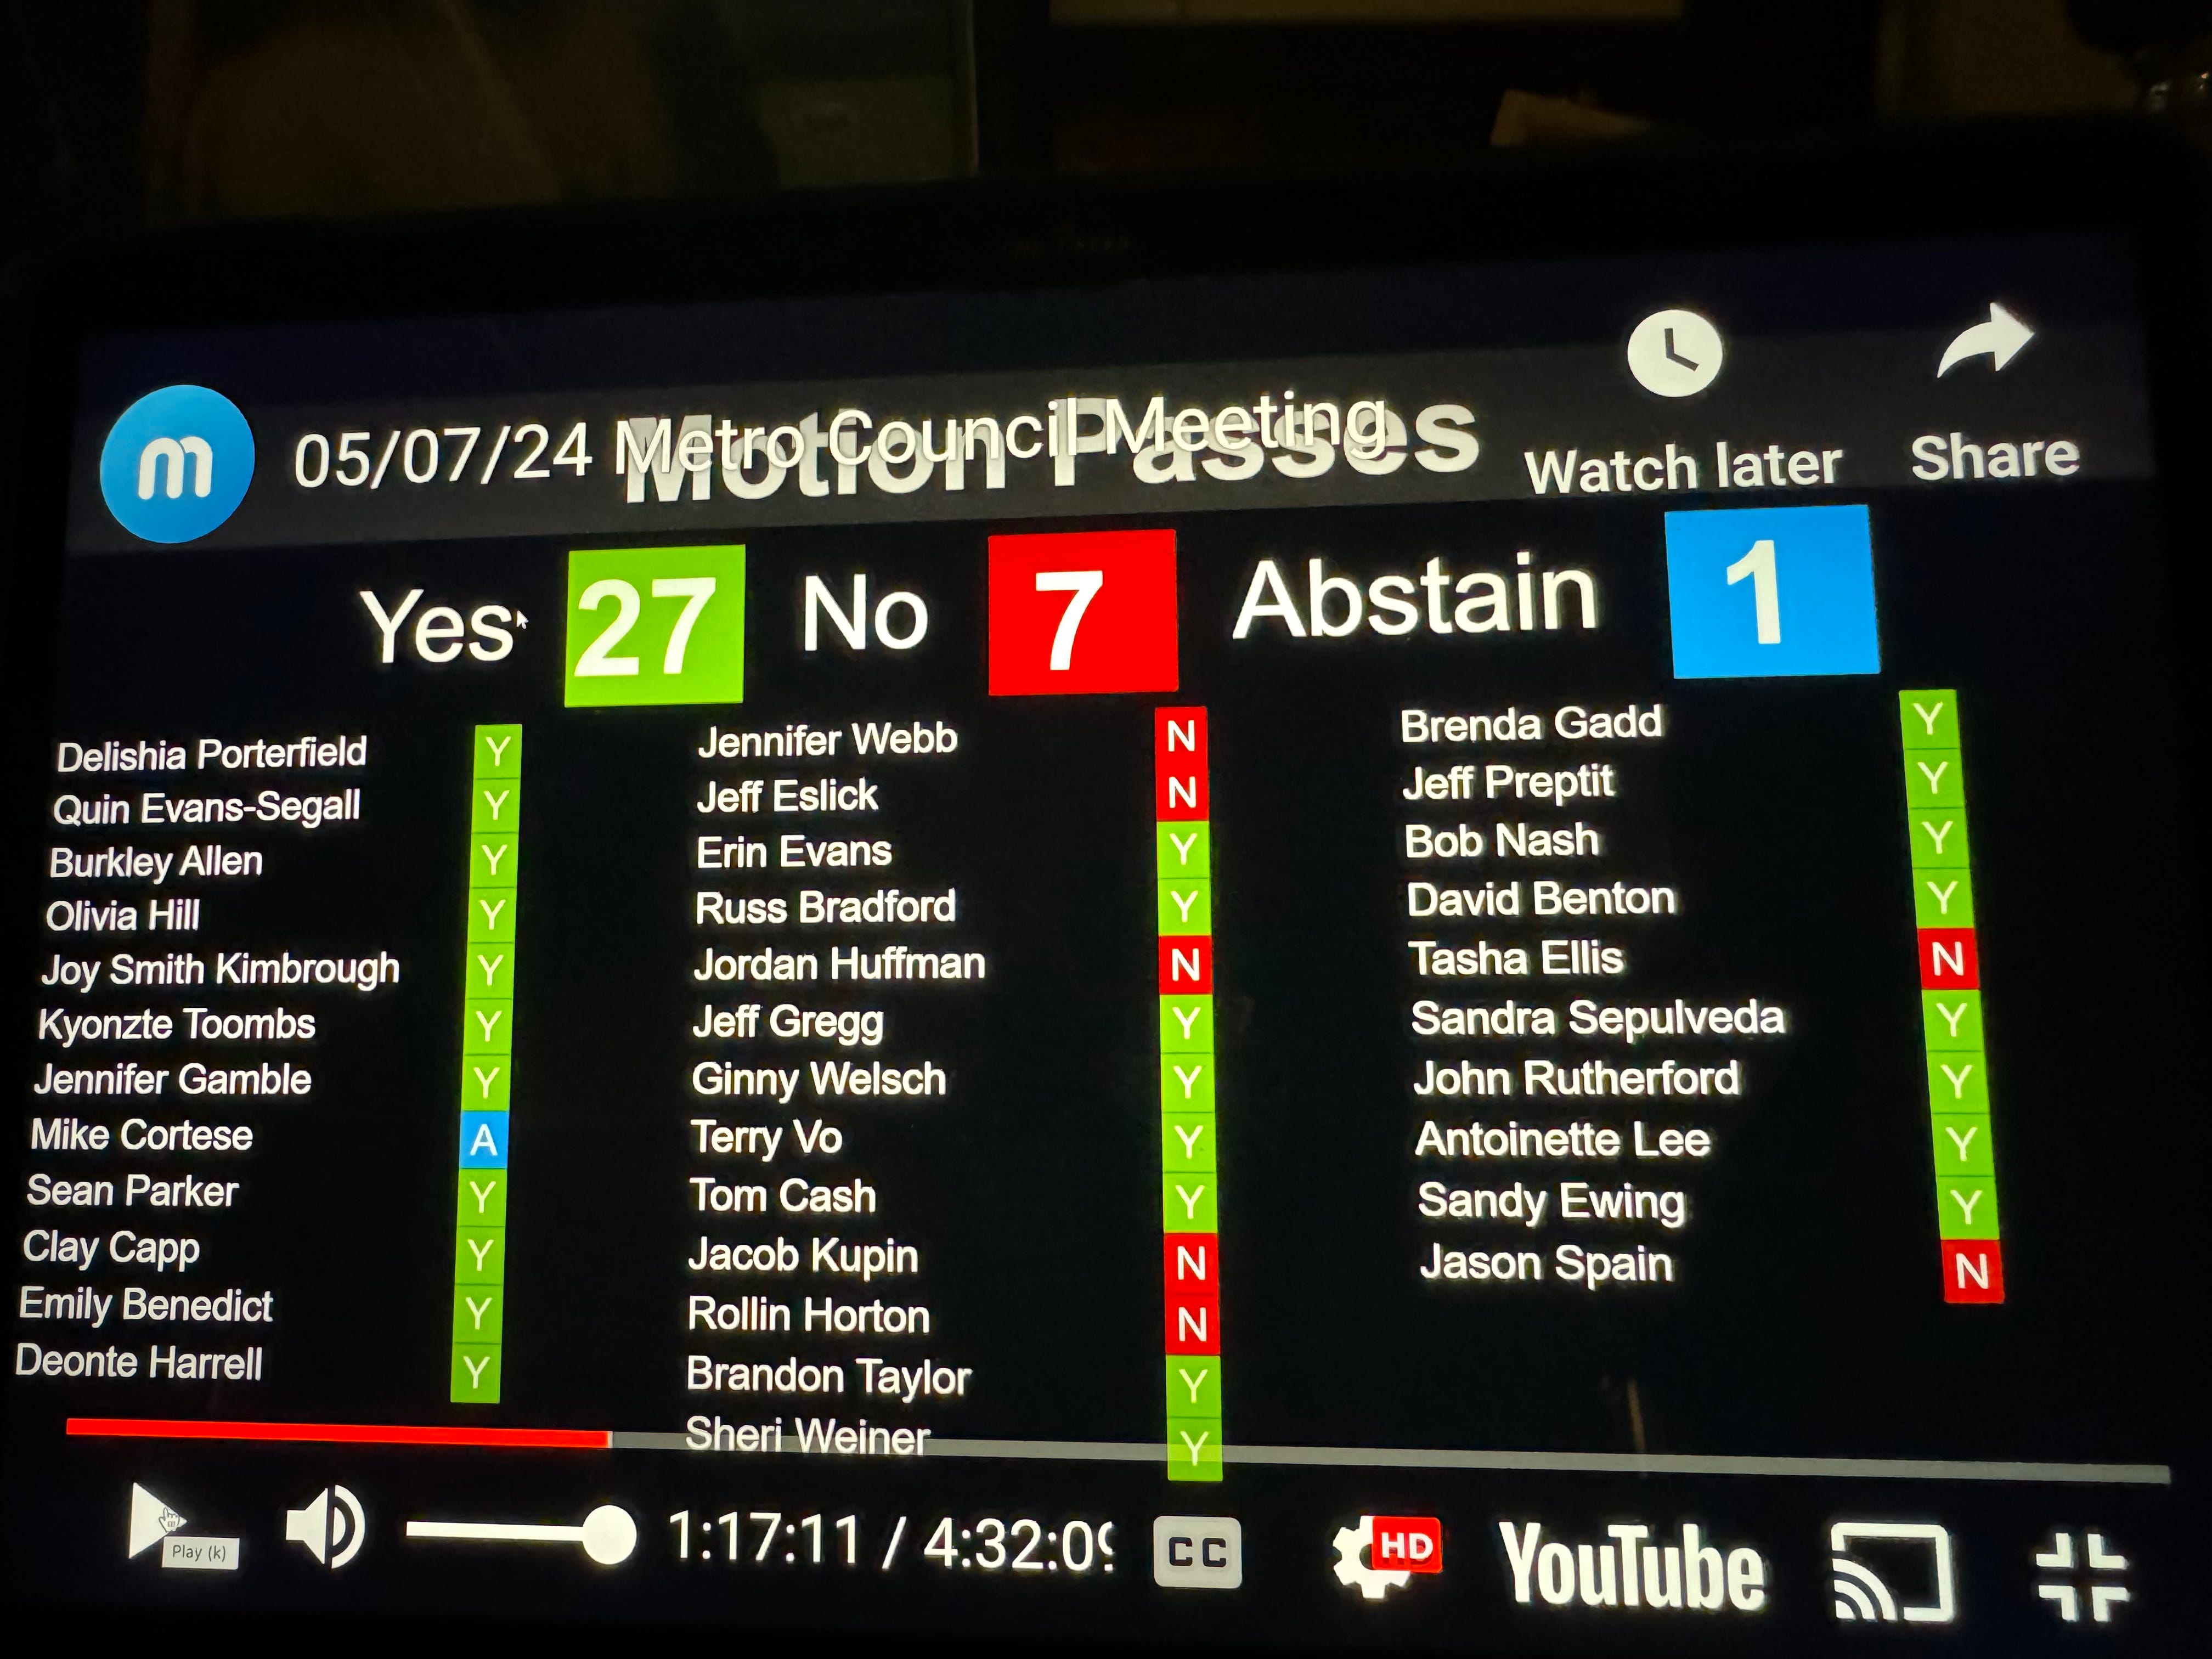 m
05/07/24 Metro Council Meeting
Motion Passes
Watch later
Share
Yes 27 No 7 Abstain 1
Delishia Porterfield Y
Quin Evans-Segall Y
Burkley Allen Y
Olivia Hill Y
Joy Smith Kimbrough Y
Kyonzte Toombs Y
Jennifer Gamble Y
Mike Cortese A
Sean Parker Y
Clay Capp Y
Emily Benedict Y
Deonte Harrell Y
Jennifer Webb N
Jeff Eslick N
Erin Evans Y
Russ Bradford Y
Jordan Huffman N
Jeff Gregg Y
Ginny Welsch Y
Terry Vo Y
Tom Cash Y
Jacob Kupin N
Rollin Horton N
Brandon Taylor Y
Sheri Weiner Y
Brenda Gadd Y
Jeff Preptit Y
Bob Nash Y
David Benton Y
Tasha Ellis N
Sandra Sepulveda Y
John Rutherford Y
Antoinette Lee Y
Sandy Ewing Y
Jason Spain N
Play (k)
1:17:11 / 4:32:09
CC
HD
YouTube